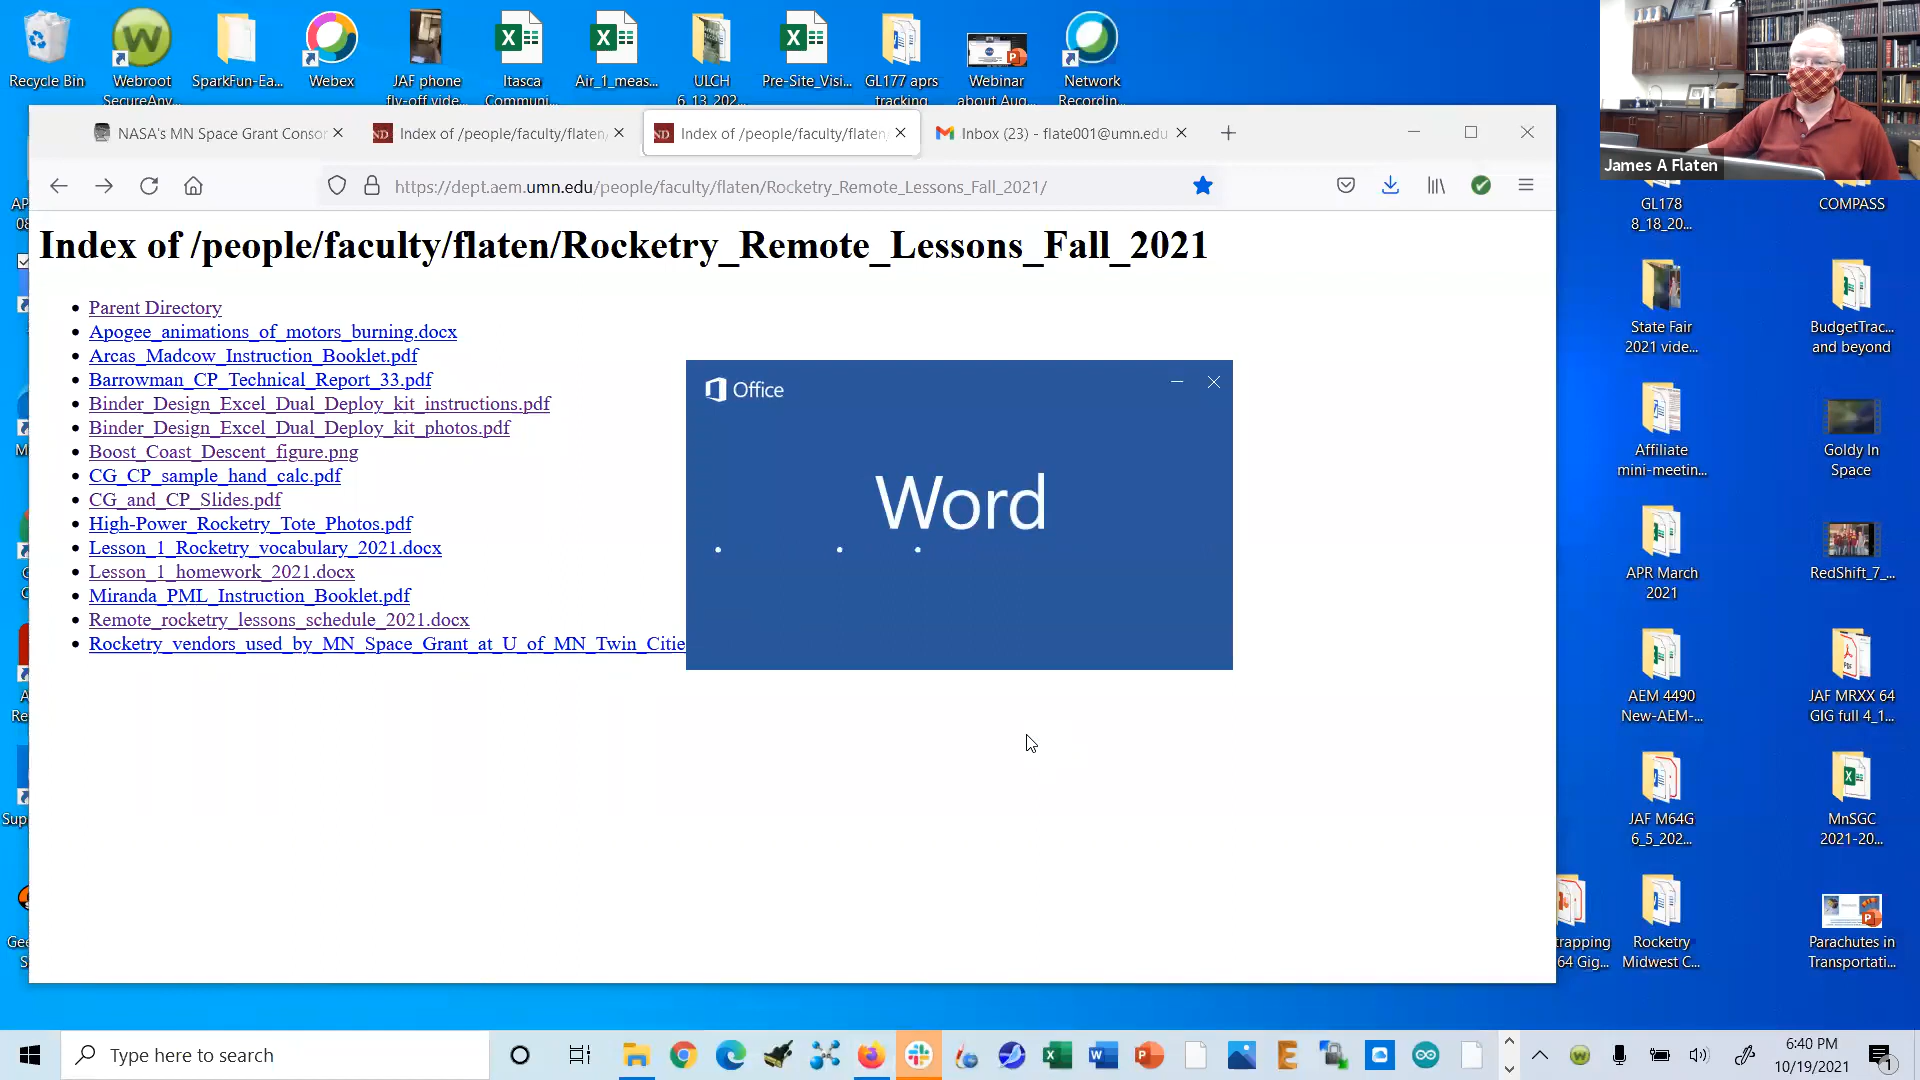 Recycle Bin
Webroot
SecureAny...
SparkFun-Ea...
Webex
JAF phone
fly-off vide...
Itasca
Communi...
Air_1_meas...
ULCH
6_13_202...
Pre-Site_Visi...
GL177 aprs
tracking
Webinar
about Aug...
Network
Recordin...
NASA's MN Space Grant Conso
Index of /people/faculty/flaten/
Index of /people/faculty/flaten/
Inbox (23) - flate001@umn.edu
https://dept.aem.umn.edu/people/faculty/flaten/Rocketry_Remote_Lessons_Fall_2021/
James A Flaten
Index of /people/faculty/flaten/Rocketry_Remote_Lessons_Fall_2021
Parent Directory
Apogee_animations_of_motors_burning.docx
Arcas_Madcow_Instruction_Booklet.pdf
Barrowman_CP_Technical_Report_33.pdf
Binder_Design_Excel_Dual_Deploy_kit_instructions.pdf
Binder_Design_Excel_Dual_Deploy_kit_photos.pdf
Boost_Coast_Descent_figure.png
CG_CP_sample_hand_calc.pdf
CG_and_CP_Slides.pdf
High-Power_Rocketry_Tote_Photos.pdf
Lesson_1_Rocketry_vocabulary_2021.docx
Lesson_1_homework_2021.docx
Miranda_PML_Instruction_Booklet.pdf
Remote_rocketry_lessons_schedule_2021.docx
Rocketry_vendors_used_by_MN_Space_Grant_at_U_of_MN_Twin_Citie
Office
Word
GL178
8_18_20...
COMPASS
State Fair
2021 vide...
BudgetTrac...
and beyond
Affiliate
mini-meetin...
Goldy In
Space
APR March
2021
RedShift_7_...
AEM 4490
New-AEM-...
JAF MRXX 64
GIG full 4_1...
JAF M64G
6_5_202...
MnSGC
2021-20...
trapping
64 Gig...
Rocketry
Midwest C...
Parachutes in
Transportati...
Type here to search
6:40 PM
10/19/2021
1